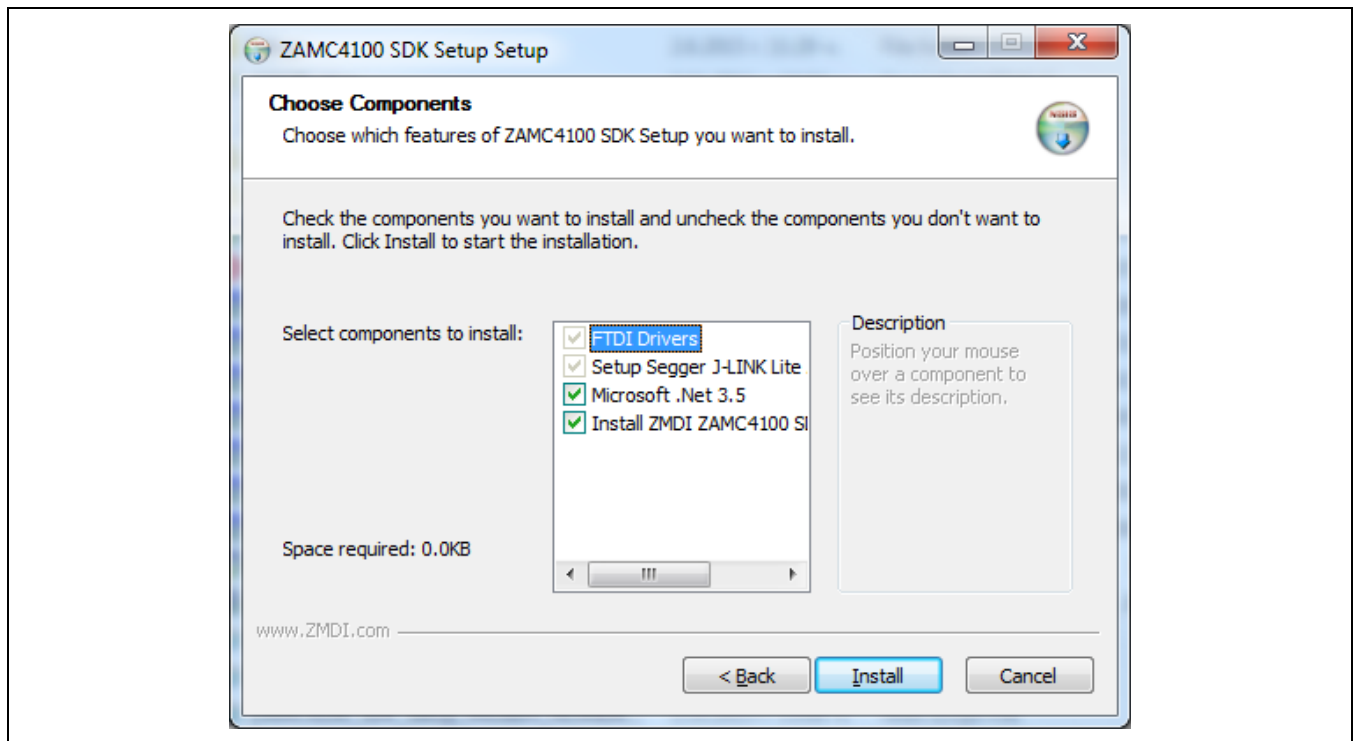 ZAMC4100 SDK Setup Setup
Choose Components
Choose which features of ZAMC4100 SDK Setup you want to install.
Check the components you want to install and uncheck the components you don't want to
install. Click Install to start the installation.
Select components to install:
FTDI Drivers
Setup Segger J-LINK Lite
Microsoft .Net 3.5
Install ZMDI ZAMC4100 S
Description
Position your mouse
over a component to
see its description.
Space required: 0.0KB
www.ZMDI.com
< Back
Install
Cancel